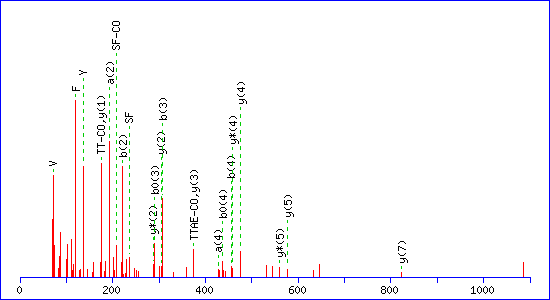 V
F
Y
TT-CO,y(1)
a(2)
SF-CO
b(2)
SF
y*(2)
b0(3)
y(2)
b(3)
TTAE-CO,y(3)
a(4)
b0(4)
b(4)
y*(4)
y(4)
y*(5)
y(5)
y(7)
0 200 400 600 800 1000